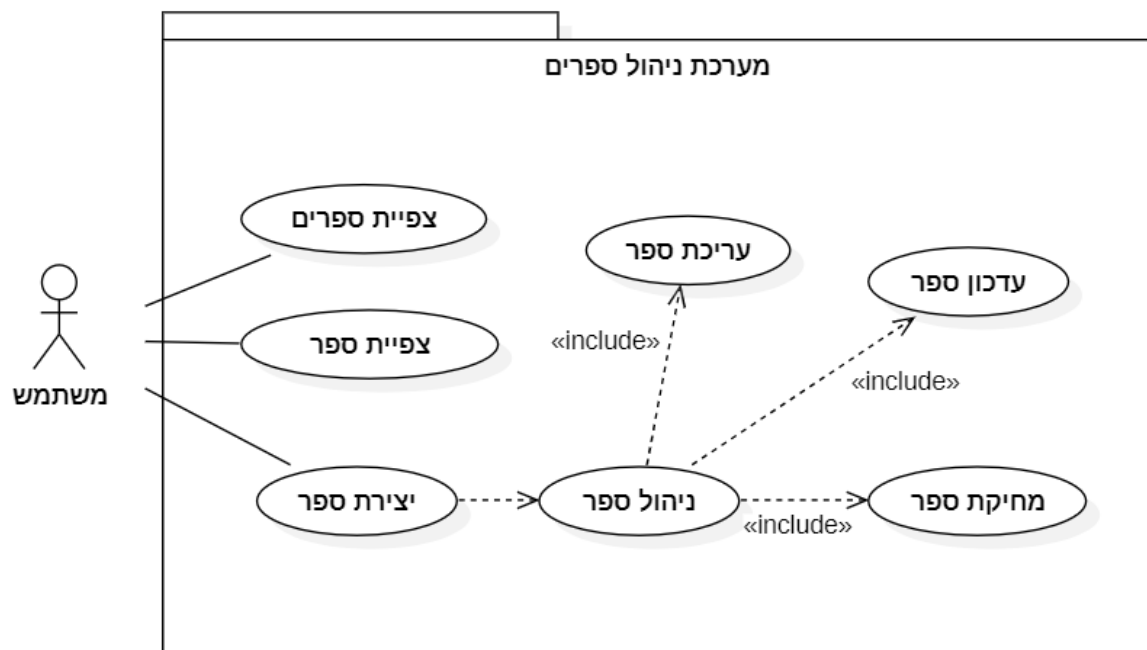 מערכת ניהול ספרים
צפיית ספרים
עריכת ספר
עדכון ספר
צפיית ספר
«include»
«include»
משתמש
יצירת ספר
ניהול ספר
מחיקת ספר
«include»